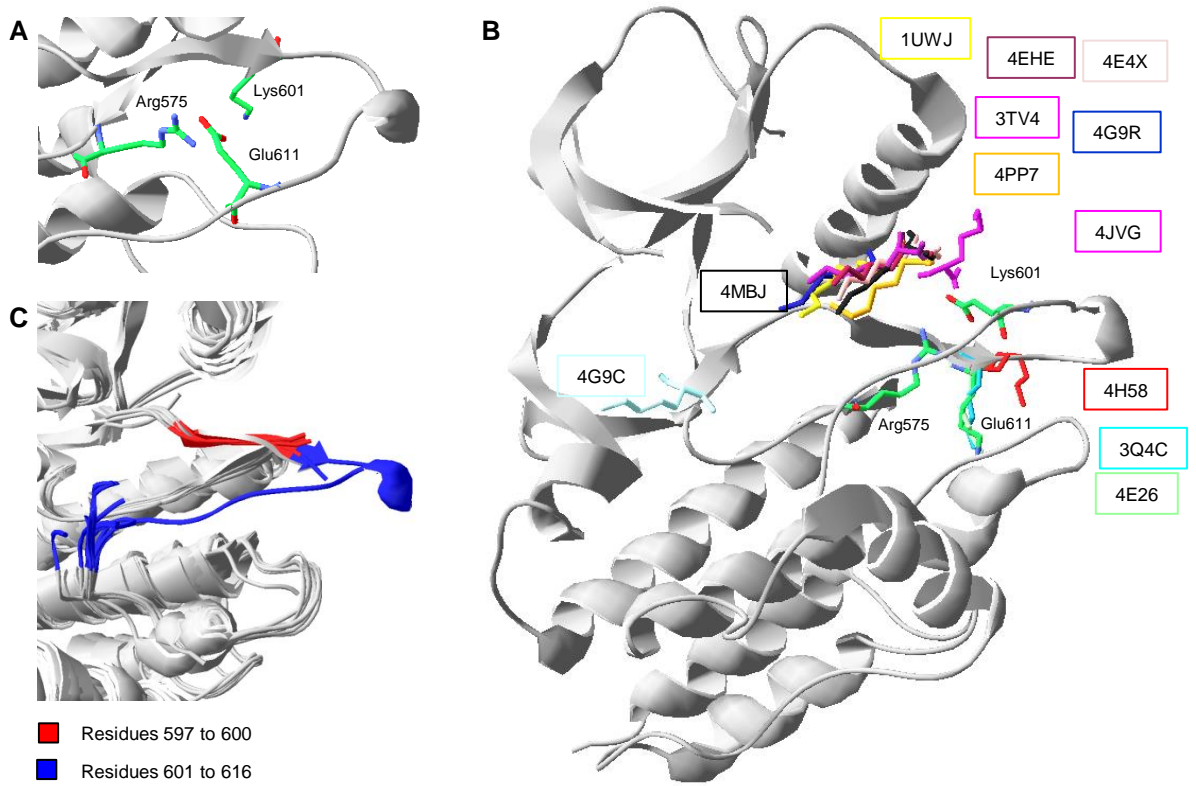 A
Lys601
Arg575
Glu611
B
1UWJ
4EHE
4E4X
3TV4
4G9R
4PP7
4JVG
4MBJ
Lys601
4G9C
4H58
Arg575
Glu611
3Q4C
4E26
C
Residues 597 to 600
Residues 601 to 616